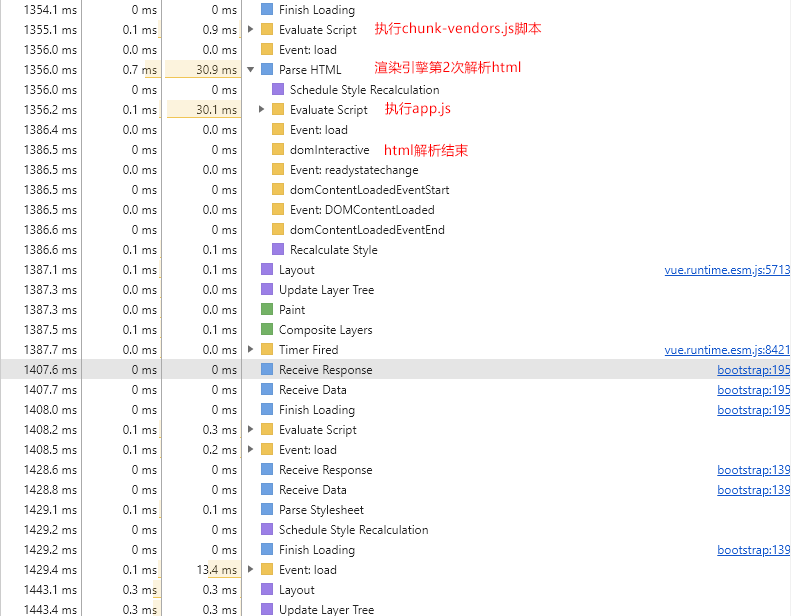 1354.1 ms 0 ms 0 ms Finish Loading
1355.1 ms 0.1 ms 0.9 ms Evaluate Script 执行chunk-vendors.js脚本
1356.0 ms 0.0 ms 0.0 ms Event: load
1356.0 ms 0.7 ms 30.9 ms Parse HTML 渲染引擎第2次解析html
1356.0 ms 0 ms 0 ms Schedule Style Recalculation
1356.2 ms 0.1 ms 30.1 ms Evaluate Script 执行app.js
1386.4 ms 0.0 ms 0.0 ms Event: load
1386.5 ms 0 ms 0 ms domInteractive html解析结束
1386.5 ms 0.0 ms 0.0 ms Event: readystatechange
1386.5 ms 0 ms 0 ms domContentLoadedEventStart
1386.5 ms 0.0 ms 0.0 ms Event: DOMContentLoaded
1386.6 ms 0 ms 0 ms domContentLoadedEventEnd
1386.6 ms 0.1 ms 0.1 ms Recalculate Style
1387.1 ms 0.1 ms 0.1 ms Layout vue.runtime.esm.js:5713
1387.3 ms 0.0 ms 0.0 ms Update Layer Tree
1387.3 ms 0.0 ms 0.0 ms Paint
1387.5 ms 0.1 ms 0.1 ms Composite Layers
1387.7 ms 0.0 ms 0.0 ms Timer Fired vue.runtime.esm.js:8421
1407.6 ms 0 ms 0 ms Receive Response bootstrap:195
1407.7 ms 0 ms 0 ms Receive Data bootstrap:195
1408.0 ms 0 ms 0 ms Finish Loading bootstrap:195
1408.2 ms 0.1 ms 0.3 ms Evaluate Script
1408.5 ms 0.1 ms 0.2 ms Event: load
1428.6 ms 0 ms 0 ms Receive Response bootstrap:139
1428.8 ms 0 ms 0 ms Receive Data bootstrap:139
1429.1 ms 0.1 ms 0.1 ms Parse Stylesheet
1429.2 ms 0 ms 0 ms Schedule Style Recalculation
1429.2 ms 0 ms 0 ms Finish Loading bootstrap:139
1429.4 ms 0.1 ms 13.4 ms Event: load
1443.1 ms 0.3 ms 0.3 ms Layout
1443.4 ms 0.3 ms 0.3 ms Update Layer Tree